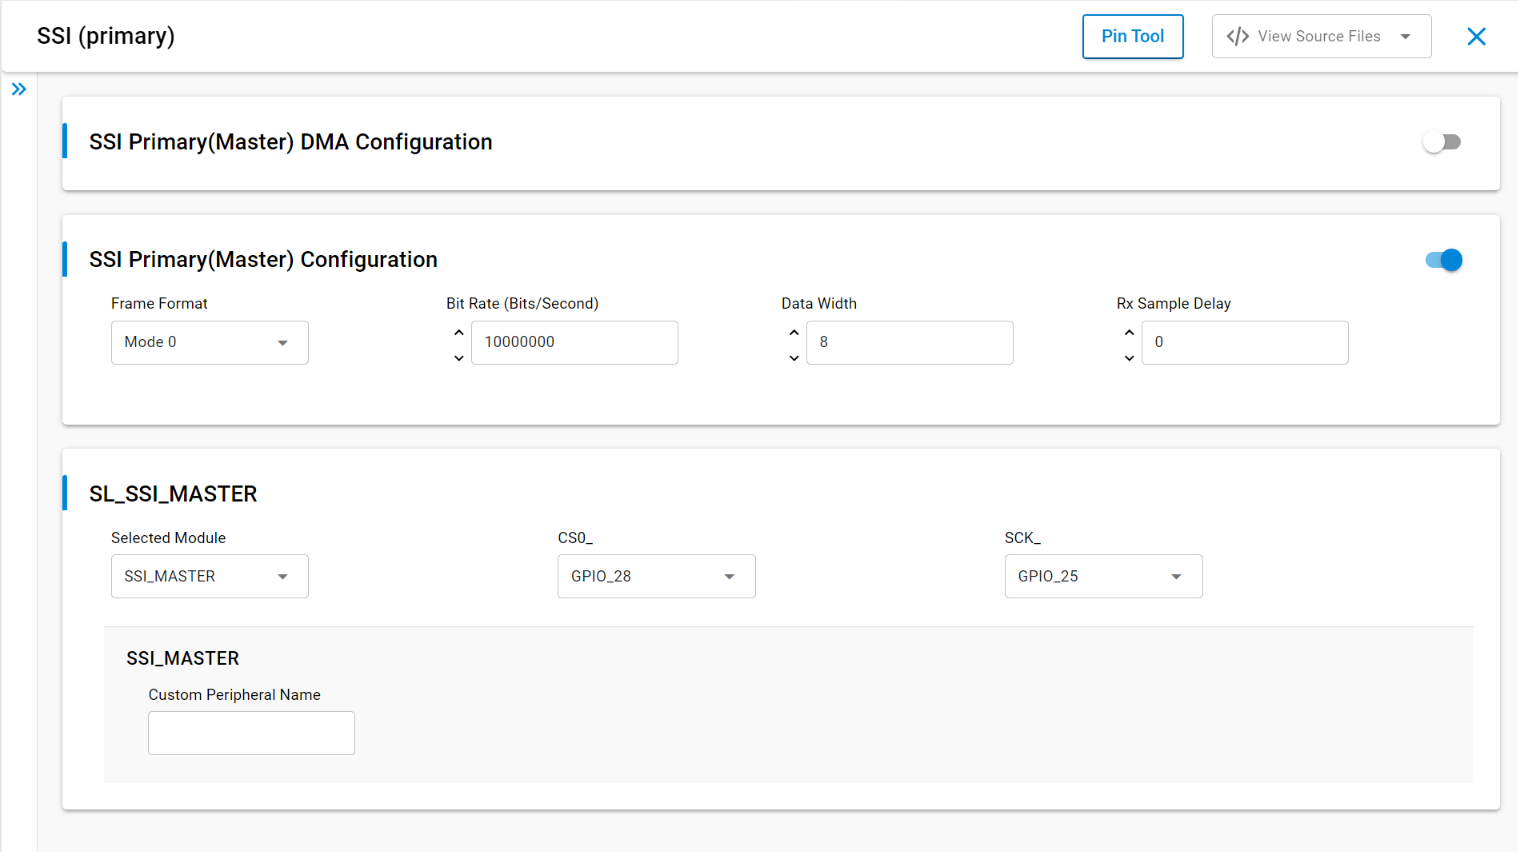 SSI (primary)
Pin Tool
</> View Source Files
SSI Primary(Master) DMA Configuration
SSI Primary(Master) Configuration
Frame Format
Bit Rate (Bits/Second)
Data Width
Rx Sample Delay
Mode 0
10000000
8
0
SL_SSI_MASTER
Selected Module
CS0_
SCK_
SSI_MASTER
GPIO_28
GPIO_25
SSI_MASTER
Custom Peripheral Name